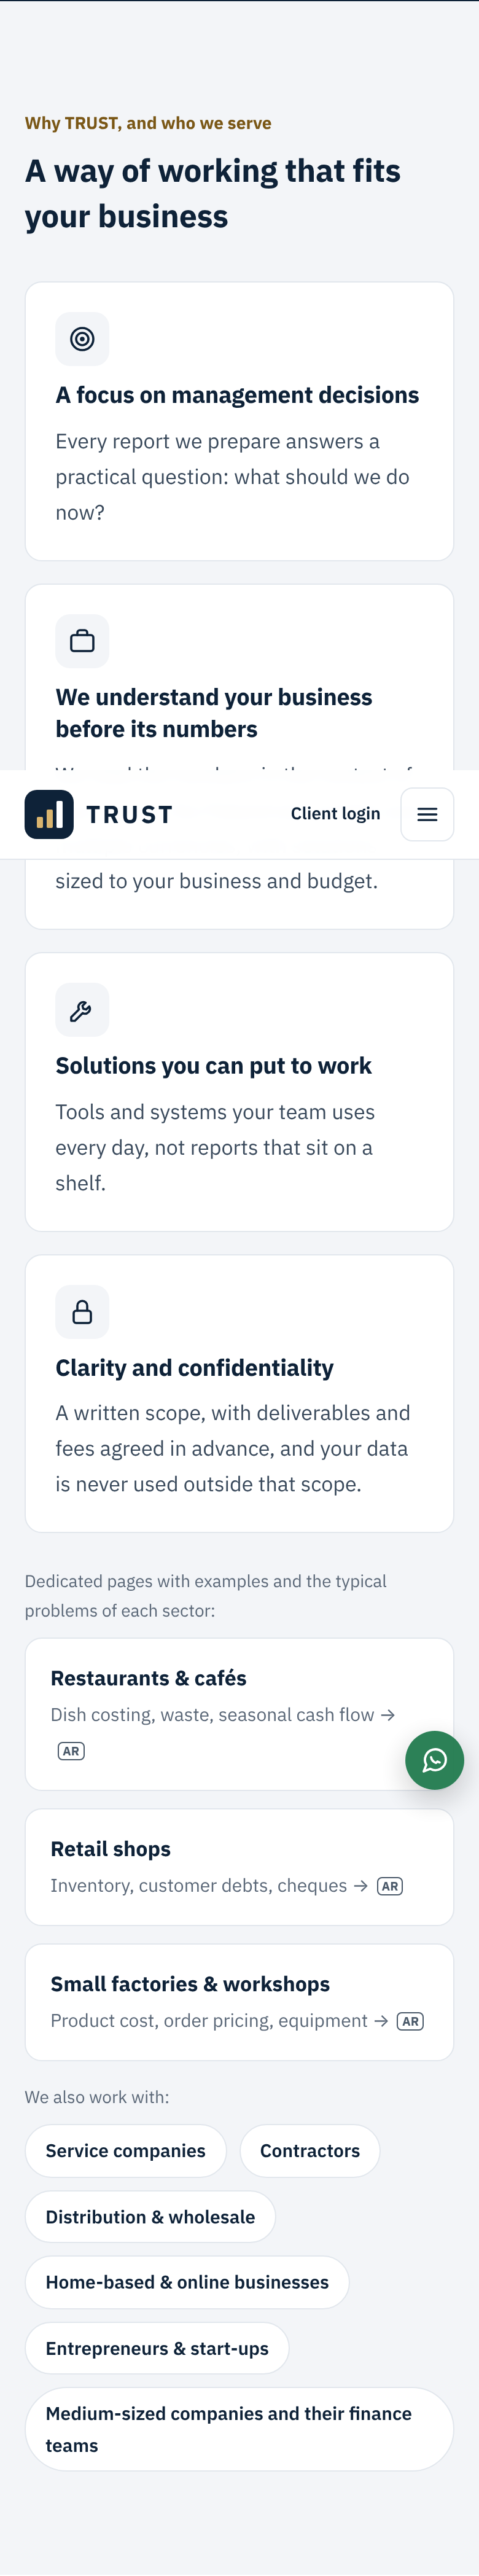 Why TRUST, and who we serve
A way of working that fits
your business
A focus on management decisions
Every report we prepare answers a
practical question: what should we do
now?
We understand your business
before its numbers
TRUST
Client login
sized to your business and budget.
Solutions you can put to work
Tools and systems your team uses
every day, not reports that sit on a
shelf.
Clarity and confidentiality
A written scope, with deliverables and
fees agreed in advance, and your data
is never used outside that scope.
Dedicated pages with examples and the typical
problems of each sector:
Restaurants & cafés
Dish costing, waste, seasonal cash flow →
AR
Retail shops
Inventory, customer debts, cheques → AR
Small factories & workshops
Product cost, order pricing, equipment → AR
We also work with:
Service companies
Contractors
Distribution & wholesale
Home-based & online businesses
Entrepreneurs & start-ups
Medium-sized companies and their finance
teams